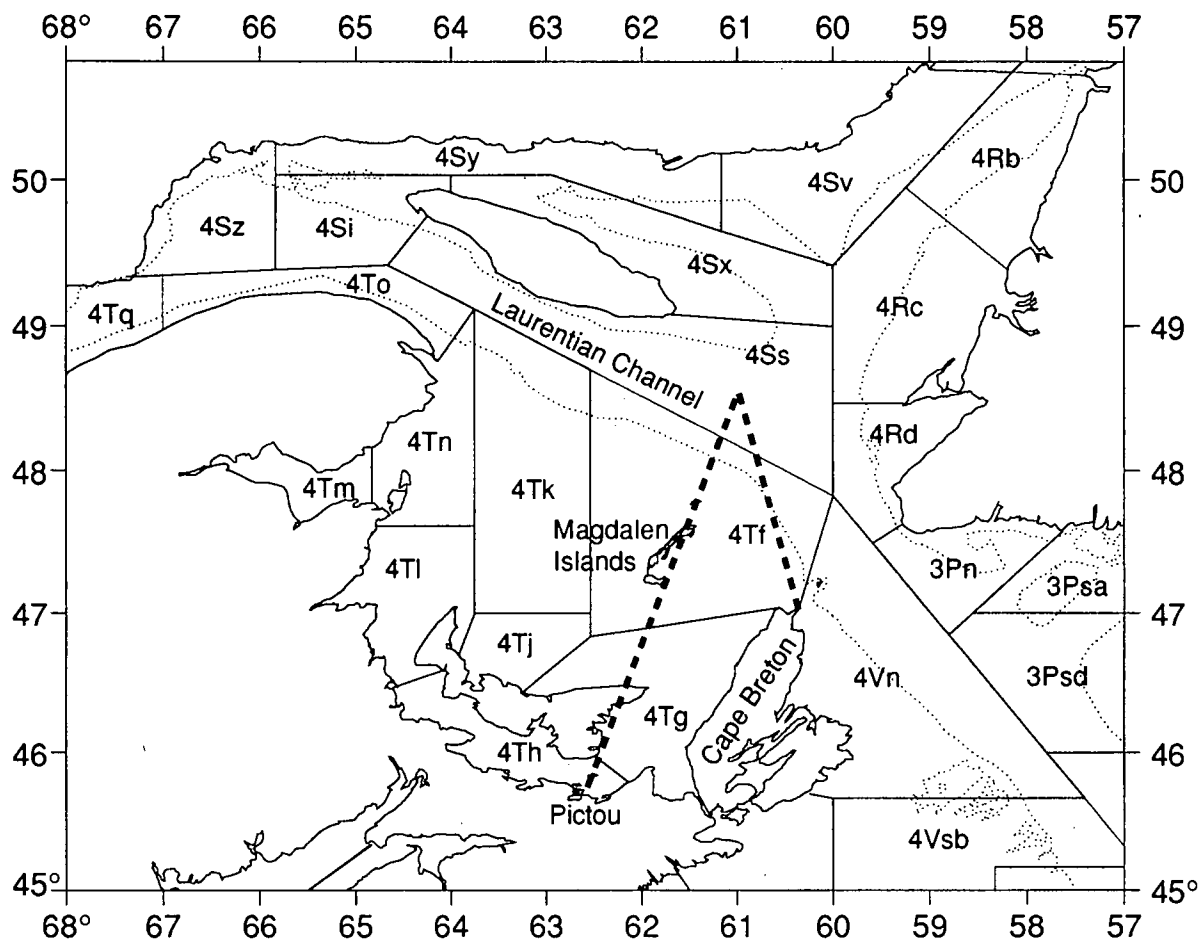 68° 67 66 65 64 63 62 61 60 59 58 57
4Sy
4Rb
50 4Sv 50
4Sz 4Si
4Sx
4To
4Tq
4Rc
49 Laurentian Channel 49
4Ss
4Tn
4Rd
48 48
4Tm
4Tk
Magdalen
Islands
4Tf
4Tl
3Pn
3Psa
47 47
4Tj
4Vn
3Psd
4Tg
Cape Breton
46 4Th 46
Pictou
4Vsb
45° 45°
68° 67 66 65 64 63 62 61 60 59 58 57